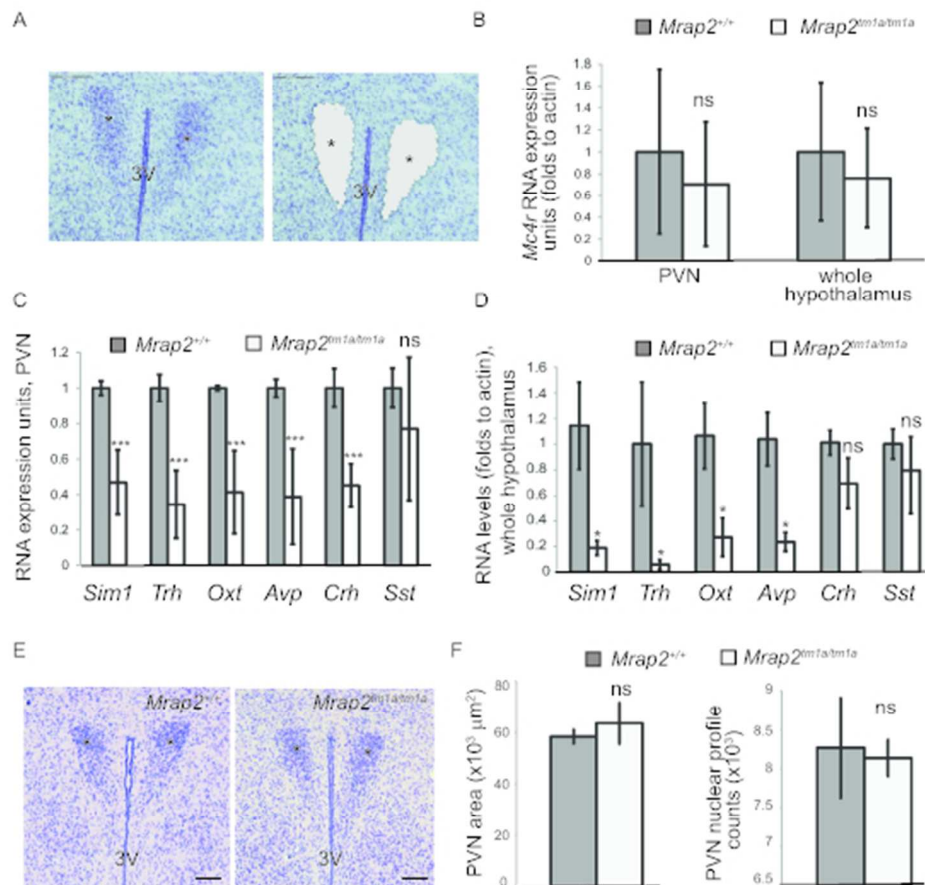 A
3V
*
*
3V
*
*
B
Mrap2+/+ Mrap2tm1a/tm1a
Mc4r RNA expression
units (folds to actin)
1.8
1.6
1.4
1.2
1
0.8
0.6
0.4
0.2
0
ns
ns
PVN
whole
hypothalamus
C
Mrap2+/+ Mrap2tm1a/tm1a
RNA expression units, PVN
1.2
1
0.8
0.6
0.4
0.2
0
***
***
***
***
***
ns
Sim1 Trh Oxt Avp Crh Sst
D
Mrap2+/+ Mrap2tm1a/tm1a
RNA levels (folds to actin),
whole hypothalamus
1.6
1.4
1.2
1
0.8
0.6
0.4
0.2
0
*
*
*
*
ns
ns
Sim1 Trh Oxt Avp Crh Sst
E
Mrap2+/+
*
*
3V
Mrap2tm1a/tm1a
*
*
3V
F
Mrap2+/+ Mrap2tm1a/tm1a
PVN area (x10³ µm²)
80
60
40
20
0
ns
PVN nuclear profile
counts (x10³)
9
8.5
8
7.5
7
6.5
ns